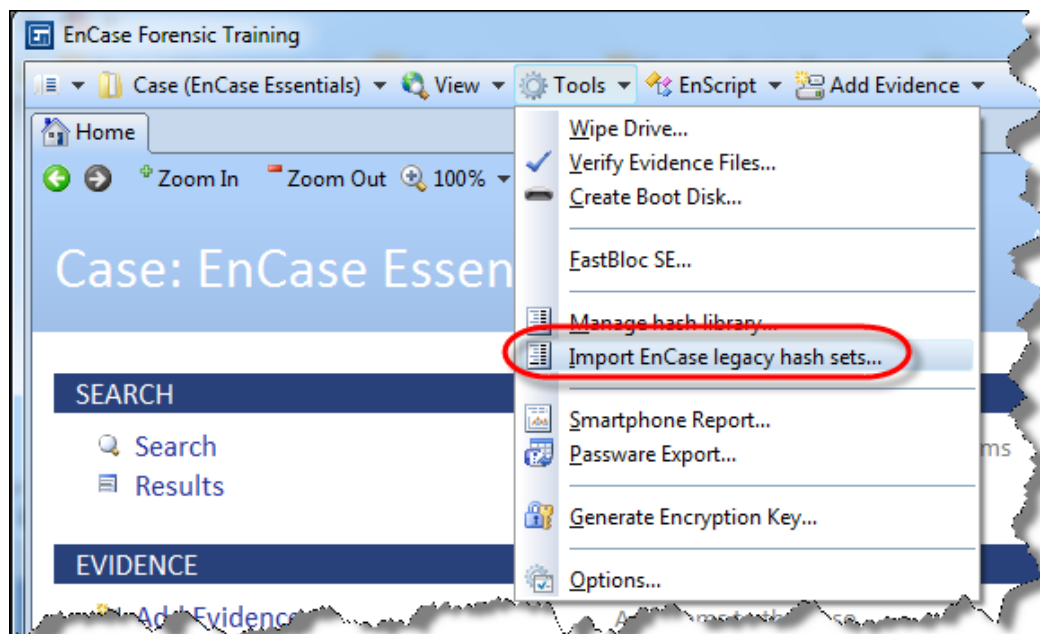 EnCase Forensic Training
Case (EnCase Essentials) View Tools EnScript Add Evidence
Home
Zoom In Zoom Out 100%
Case: EnCase Essen
Wipe Drive...
Verify Evidence Files...
Create Boot Disk...
FastBloc SE...
Manage hash library...
Import EnCase legacy hash sets...
Smartphone Report...
Passware Export...
Generate Encryption Key...
Options...
SEARCH
Search
Results
ms
EVIDENCE
Add Evidence